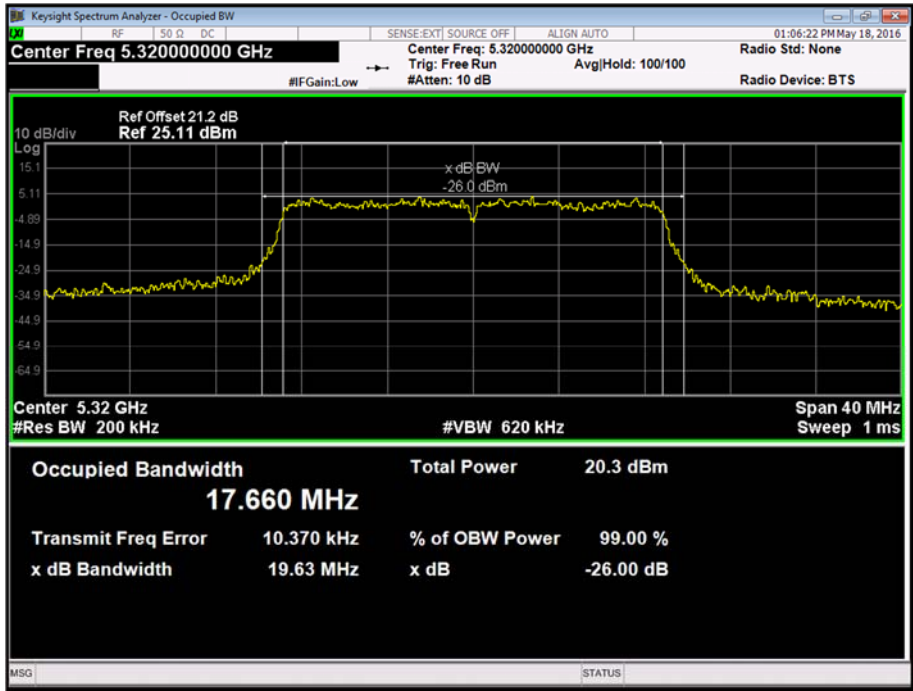 Keysight Spectrum Analyzer - Occupied BW
LXI RF 50 Ω DC SENSE:EXT SOURCE OFF ALIGN AUTO 01:06:22 PM May 18, 2016
Center Freq 5.320000000 GHz
Center Freq: 5.320000000 GHz
Radio Std: None
Trig: Free Run Avg|Hold: 100/100
#IFGain:Low #Atten: 10 dB Radio Device: BTS
Ref Offset 21.2 dB
10 dB/div Ref 25.11 dBm
Log
15.1
x dB BW
-26.0 dBm
5.11
-4.89
-14.9
-24.9
-34.9
-44.9
-54.9
-64.9
Center 5.32 GHz Span 40 MHz
#Res BW 200 kHz #VBW 620 kHz Sweep 1 ms
Occupied Bandwidth Total Power 20.3 dBm
17.660 MHz
Transmit Freq Error 10.370 kHz % of OBW Power 99.00 %
x dB Bandwidth 19.63 MHz x dB -26.00 dB
MSG STATUS